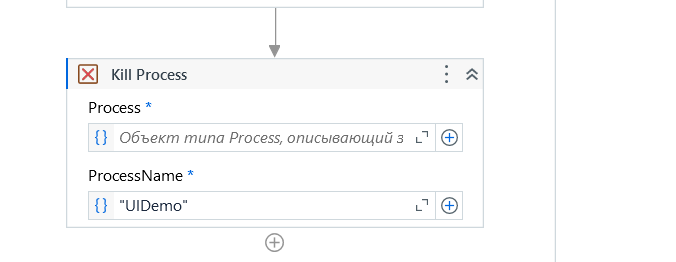 Kill Process
Process *
{} Объект типа Process, описывающий з
ProcessName *
{} "UIDemo"